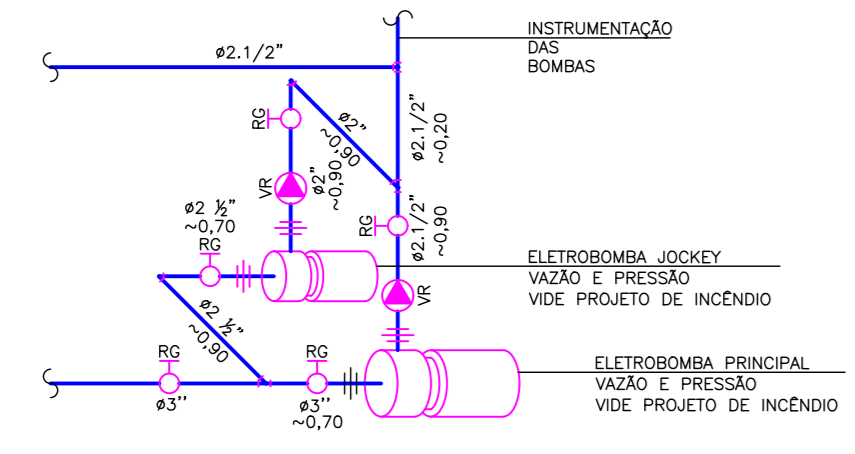 INSTRUMENTAÇÃO
DAS
BOMBAS
ø2.1/2"
RG
ø2"
~0,90
ø2.1/2"
~0,20
VR
ø2"
~0,90
ø2 ½"
~0,70
RG
RG
ø2.1/2"
~0,90
ELETROBOMBA JOCKEY
VAZÃO E PRESSÃO
VIDE PROJETO DE INCÊNDIO
VR
ø2 ½"
~0,90
RG
RG
ELETROBOMBA PRINCIPAL
VAZÃO E PRESSÃO
VIDE PROJETO DE INCÊNDIO
ø3''
ø3''
~0,70